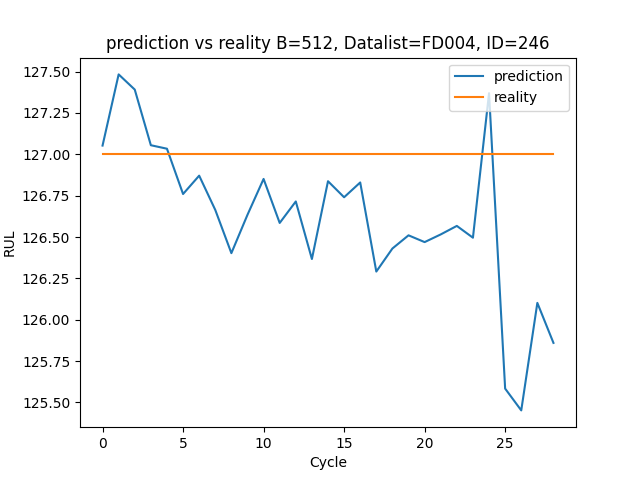 prediction vs reality B=512, Datalist=FD004, ID=246
127.50
127.25
127.00
126.75
126.50
126.25
126.00
125.75
125.50
RUL
prediction
reality
0 5 10 15 20 25
Cycle